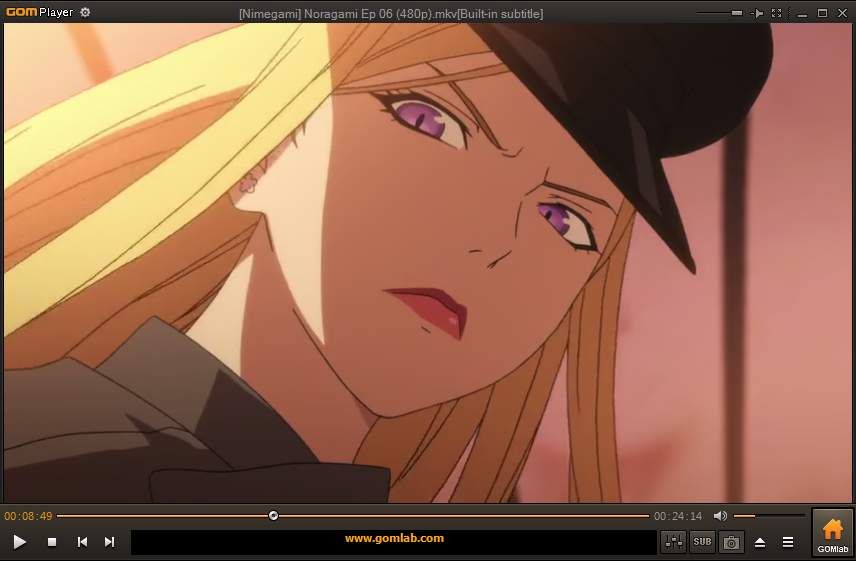 GOM Player
[Nimegami] Noragami Ep 06 (480p).mkv[Built-in subtitle]
00:08:49
00:24:14
www.gomlab.com
SUB
GOMlab